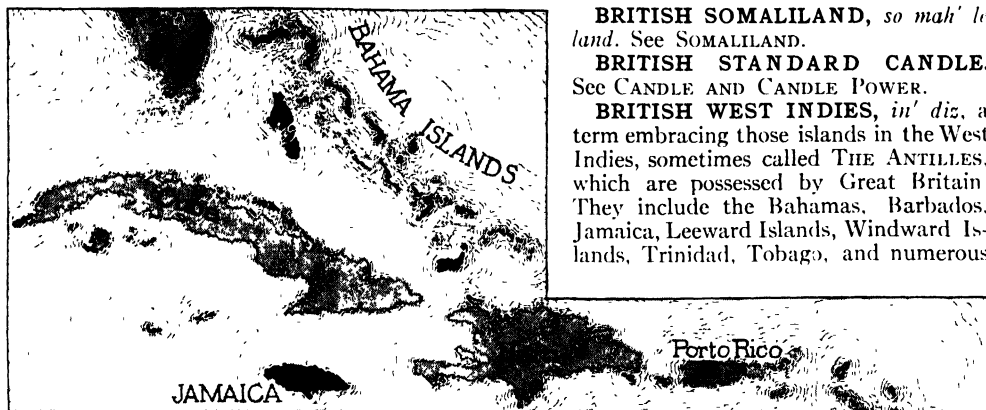 BAHAMA
ISLANDS
JAMAICA
Porto Rico
BRITISH SOMALILAND, so mah' li
land. See SOMALILAND.
BRITISH STANDARD CANDLE.
See CANDLE AND CANDLE POWER.
BRITISH WEST INDIES, in' diz, a
term embracing those islands in the West
Indies, sometimes called THE ANTILLES,
which are possessed by Great Britain
They include the Bahamas, Barbados,
Jamaica, Leeward Islands, Windward Is-
lands, Trinidad, Tobago, and numerous